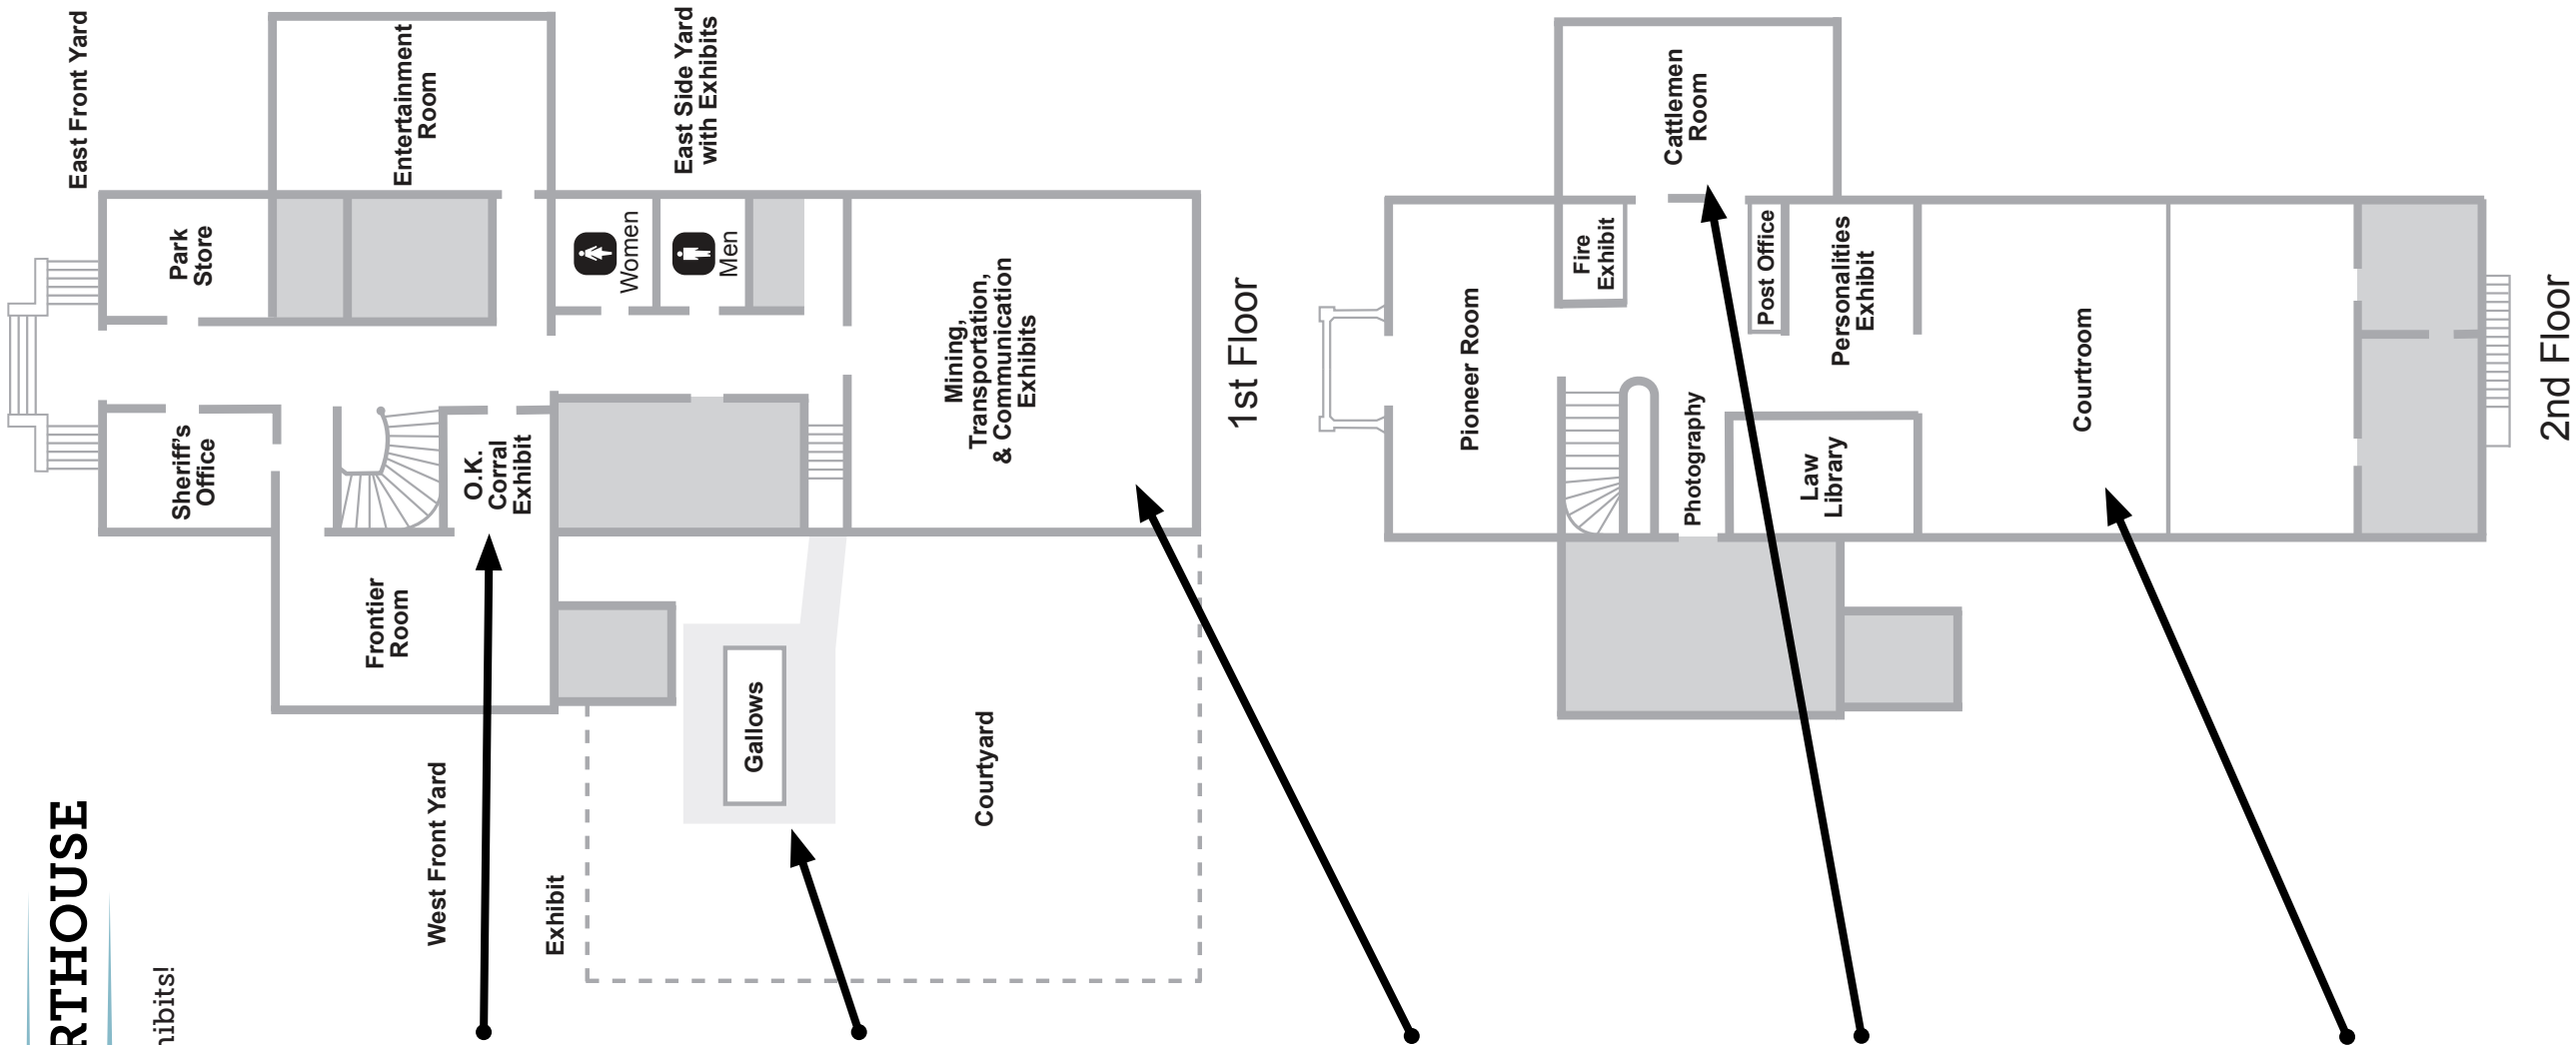 RTHOUSE
hibits!
East Front Yard
Park
Store
Sheriff's
Office
Entertainment
Room
Frontier
Room
O.K.
Corral
Exhibit
West Front Yard
Women
Men
East Side Yard
with Exhibits
Exhibit
Gallows
Courtyard
Mining,
Transportation,
& Communication
Exhibits
1st Floor
Pioneer Room
Fire
Exhibit
Cattlemen
Room
Photography
Post Office
Personalities
Exhibit
Law
Library
Courtroom
2nd Floor